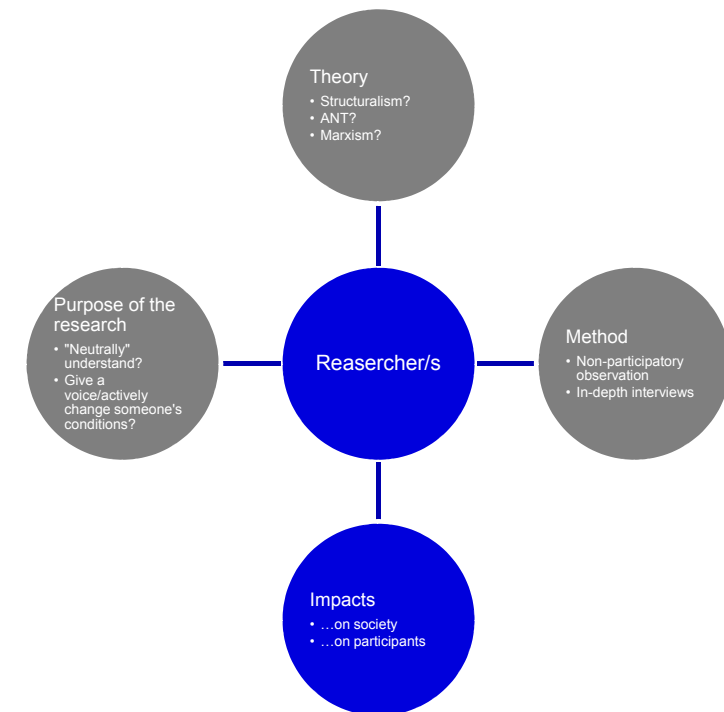 Theory
• Structuralism?
• ANT?
• Marxism?
Purpose of the
research
• "Neutrally"
understand?
• Give a
voice/actively
change someone's
conditions?
Reasercher/s
Method
• Non-participatory
observation
• In-depth interviews
Impacts
• …on society
• …on participants